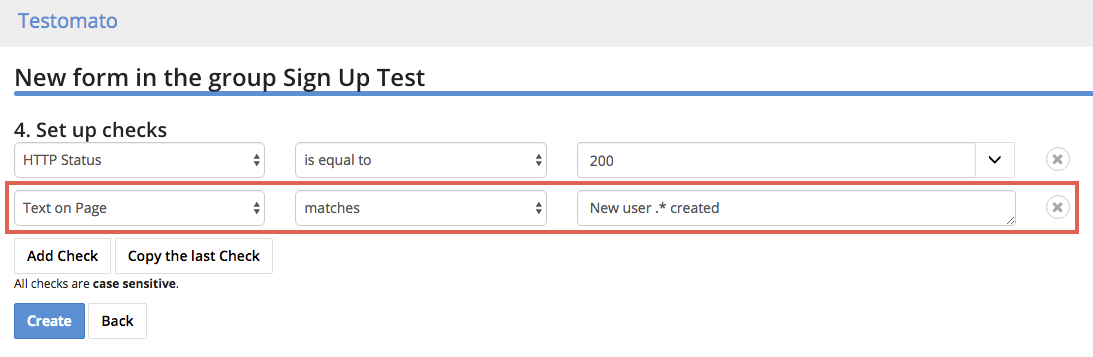 Testomato
New form in the group Sign Up Test
4. Set up checks
HTTP Status is equal to 200
Text on Page matches New user .* created
Add Check Copy the last Check
All checks are case sensitive.
Create Back